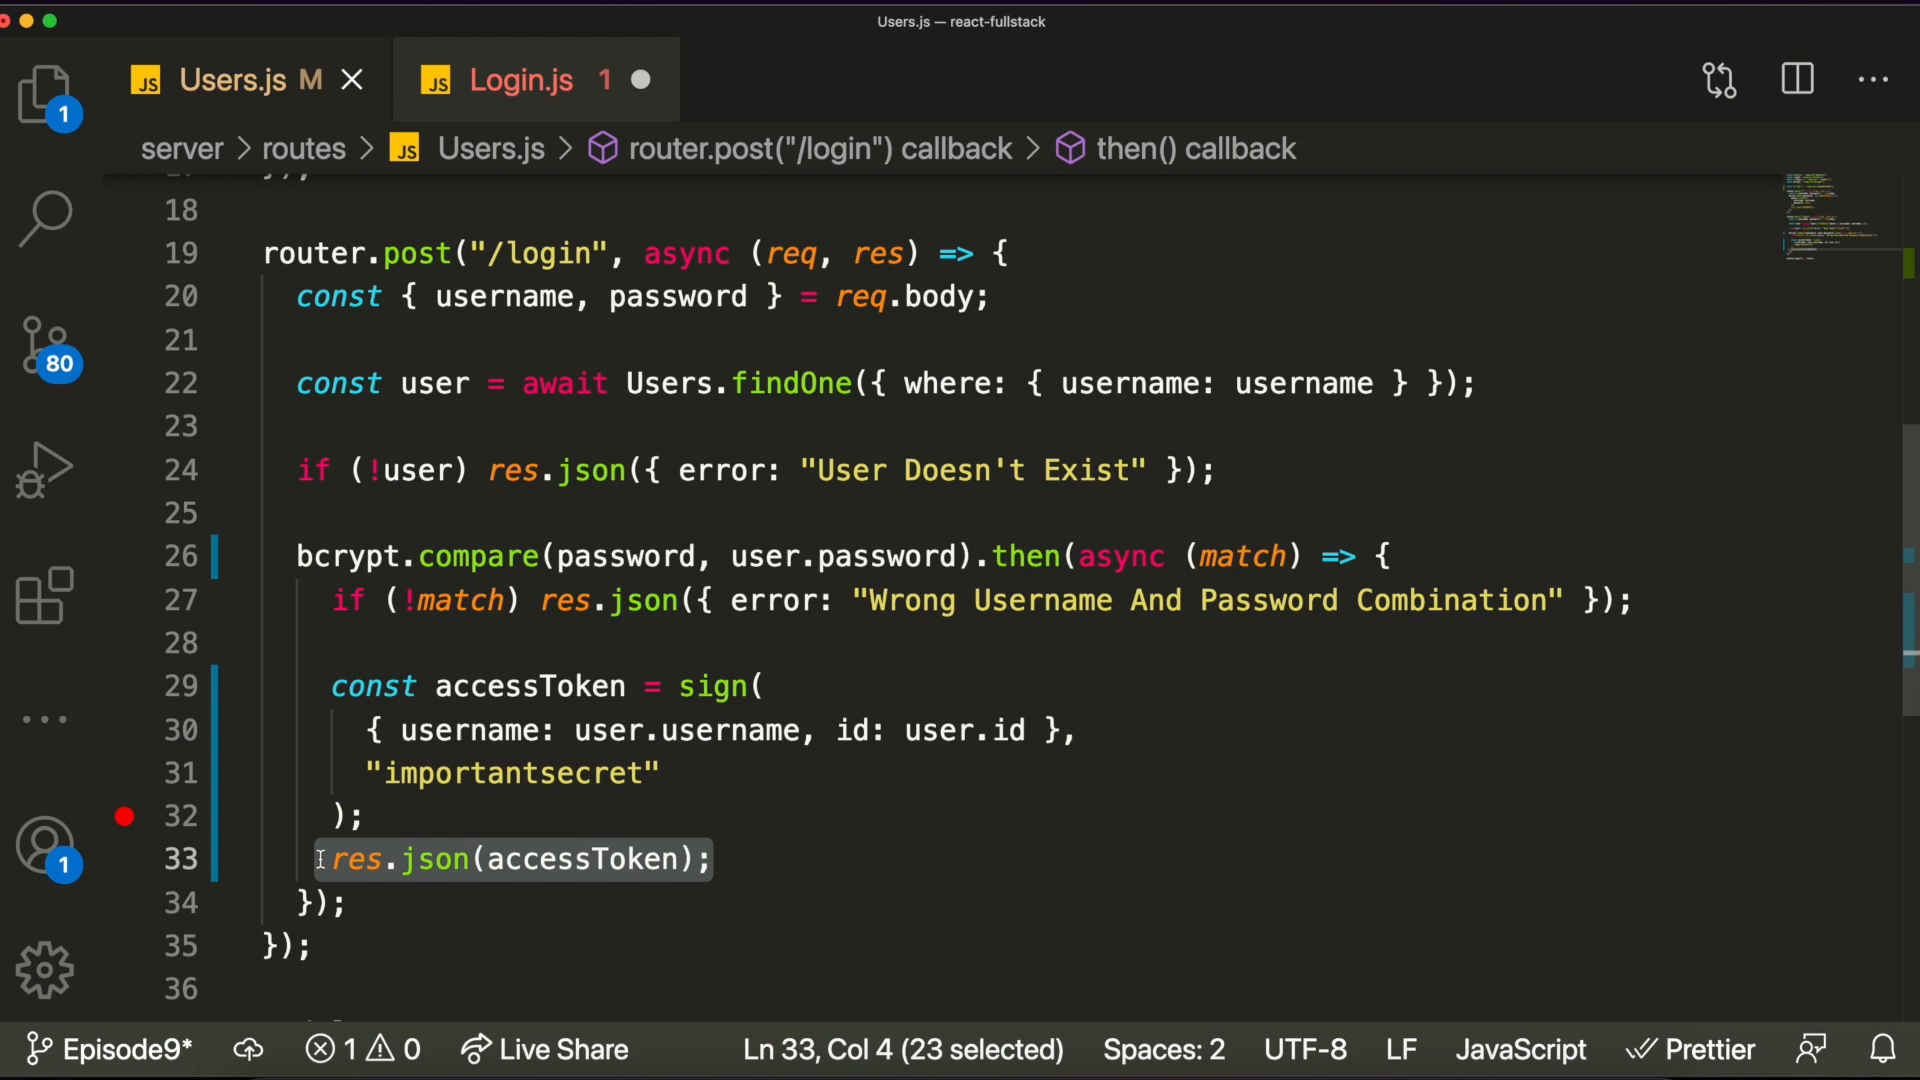 Users.js — react-fullstack
JS Users.js M
JS Login.js 1
1
server > routes > JS Users.js > router.post("/login") callback > then() callback
18
19 router.post("/login", async (req, res) => {
20 const { username, password } = req.body;
21
22 const user = await Users.findOne({ where: { username: username } });
23
24 if (!user) res.json({ error: "User Doesn't Exist" });
25
26 bcrypt.compare(password, user.password).then(async (match) => {
27 if (!match) res.json({ error: "Wrong Username And Password Combination" });
28
29 const accessToken = sign(
30 { username: user.username, id: user.id },
31 "importantsecret"
32 );
33 res.json(accessToken);
34 });
35 });
36
80
1
Episode9* 1 0 Live Share Ln 33, Col 4 (23 selected) Spaces: 2 UTF-8 LF JavaScript Prettier